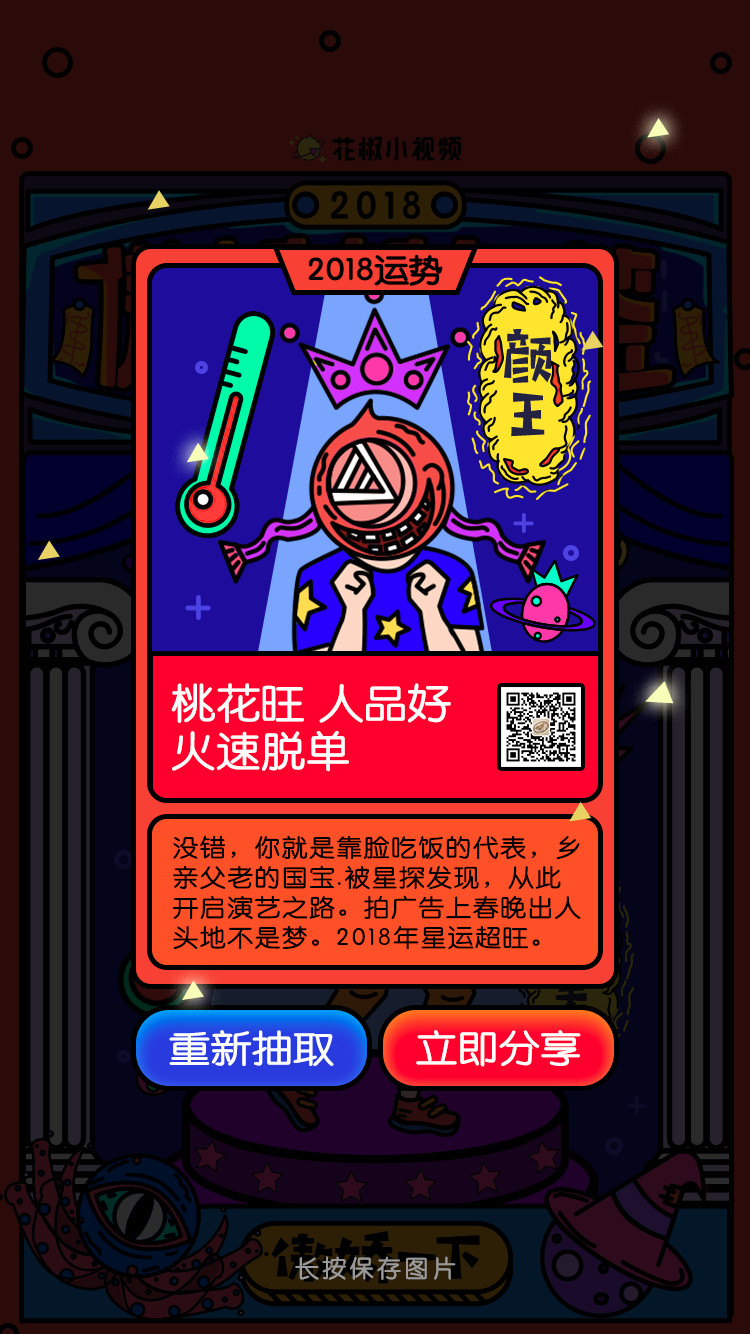 花椒小视频
2018
2018运势
颜
王
桃花旺 人品好
火速脱单
没错，你就是靠脸吃饭的代表，乡
亲父老的国宝.被星探发现，从此
开启演艺之路。拍广告上春晚出人
头地不是梦。2018年星运超旺。
重新抽取
立即分享
长按保存图片